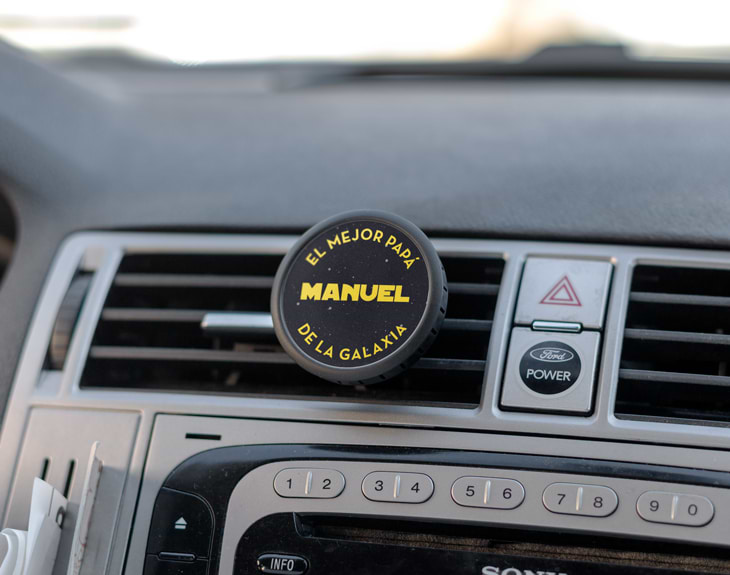 EL MEJOR PAPÁ
MANUEL
DE LA GALAXIA
Ford
POWER
1 2
3 4
5 6
7 8
9 0
INFO
SONY